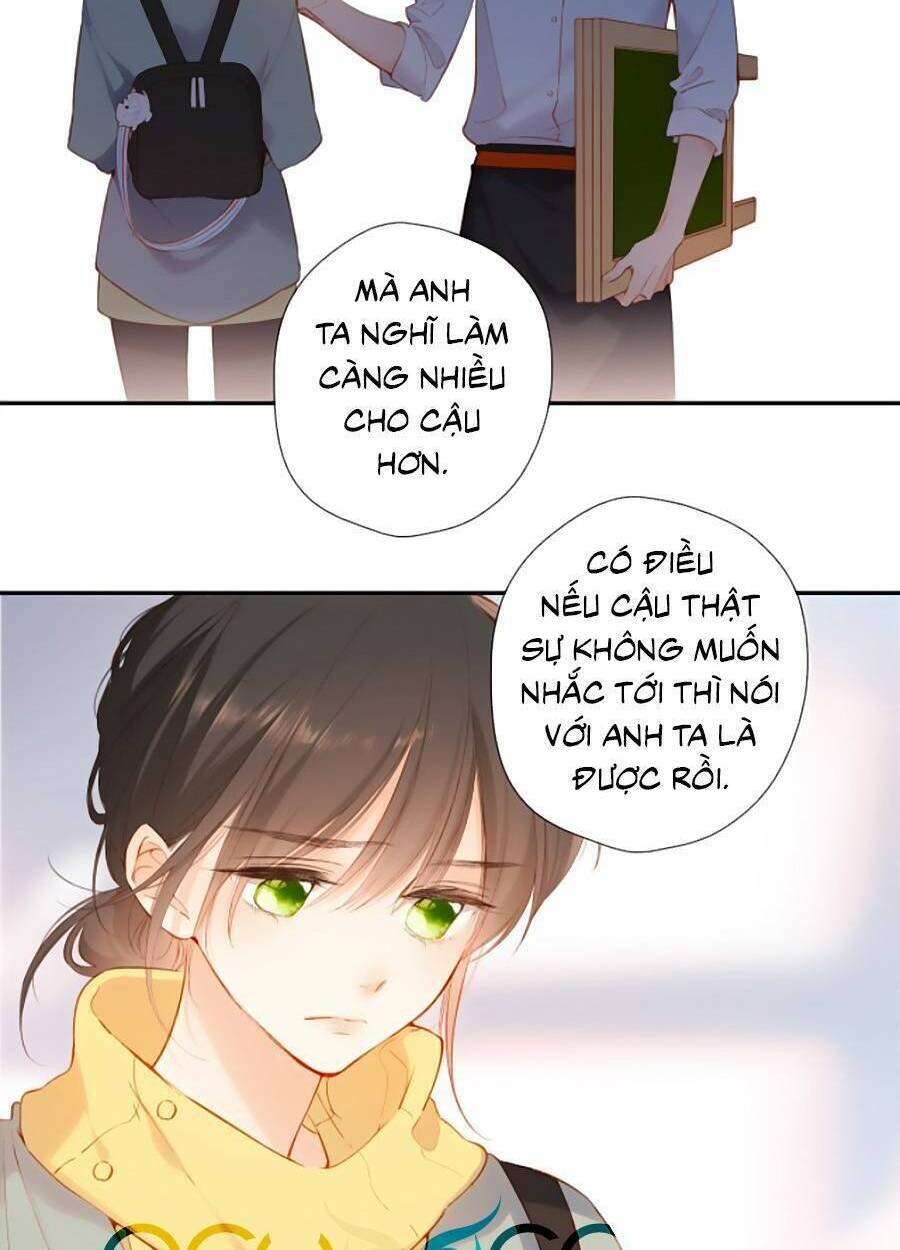 MÀ ANH
TA NGHĨ LÀM
CÀNG NHIỀU
CHO CẬU
HƠN.
CÓ ĐIỀU
NẾU CẬU THẬT
SỰ KHÔNG MUỐN
NHẮC TỚI THÌ NÓI
VỚI ANH TA LÀ
ĐƯỢC RỒI.